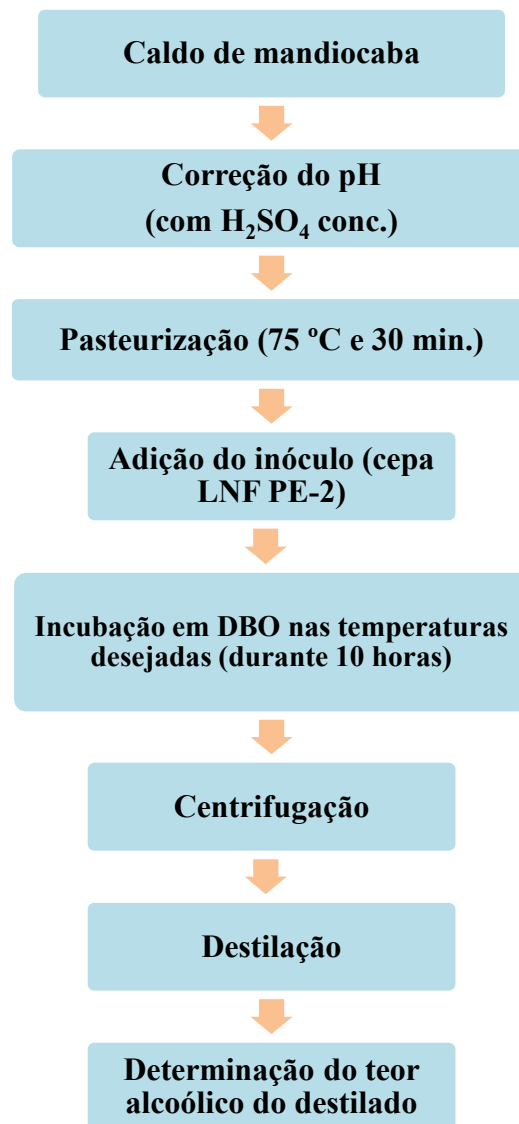 Caldo de mandiocaba
Correção do pH
(com H₂SO₄ conc.)
Pasteurização (75 ºC e 30 min.)
Adição do inóculo (cepa
LNF PE-2)
Incubação em DBO nas temperaturas
desejadas (durante 10 horas)
Centrifugação
Destilação
Determinação do teor
alcoólico do destilado